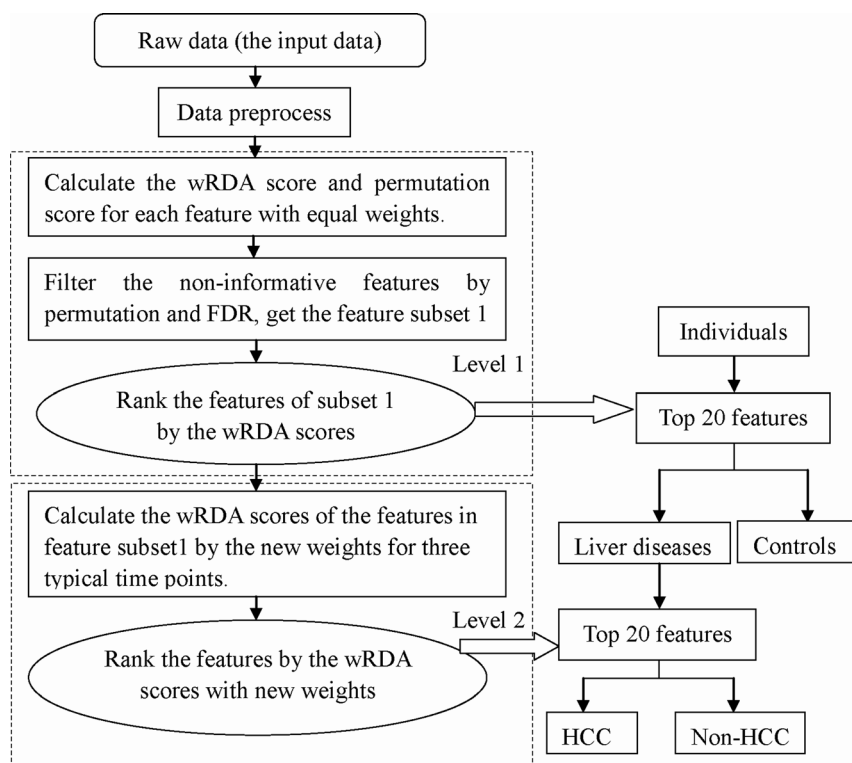 Raw data (the input data)
Data preprocess
Calculate the wRDA score and permutation
score for each feature with equal weights.
Filter the non-informative features by
permutation and FDR, get the feature subset 1
Level 1
Rank the features of subset 1
by the wRDA scores
Calculate the wRDA scores of the features in
feature subset1 by the new weights for three
typical time points.
Level 2
Rank the features by the wRDA
scores with new weights
Individuals
Top 20 features
Liver diseases
Controls
Top 20 features
HCC
Non-HCC